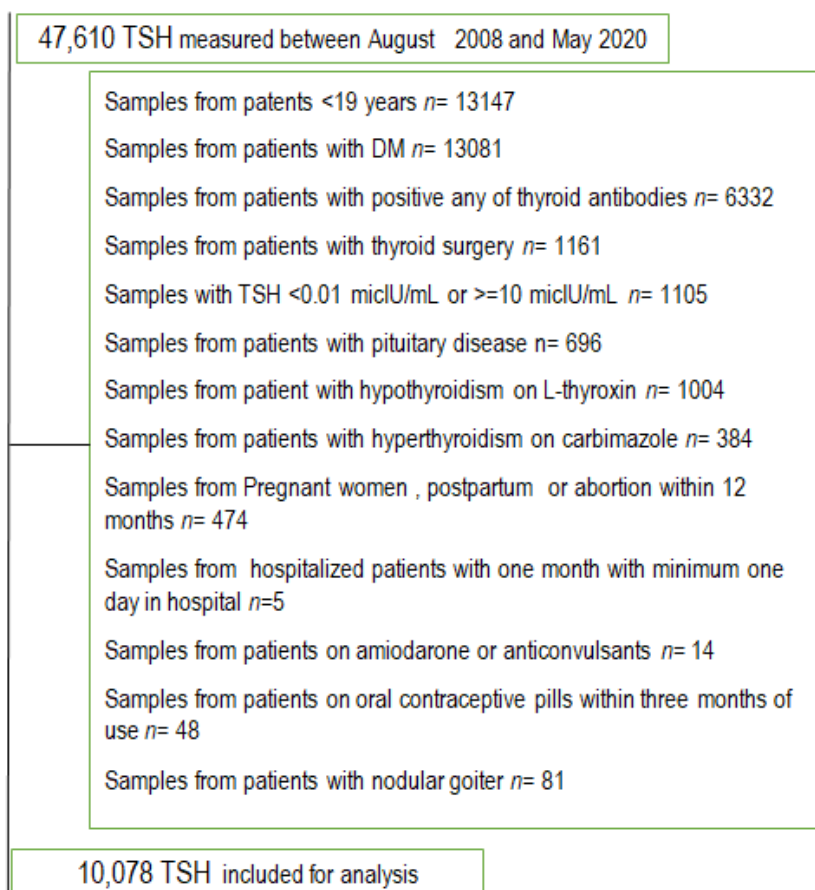 47,610 TSH measured between August 2008 and May 2020
Samples from patents <19 years n= 13147
Samples from patients with DM n= 13081
Samples from patients with positive any of thyroid antibodies n= 6332
Samples from patients with thyroid surgery n= 1161
Samples with TSH <0.01 micIU/mL or >=10 micIU/mL n= 1105
Samples from patients with pituitary disease n= 696
Samples from patient with hypothyroidism on L-thyroxin n= 1004
Samples from patients with hyperthyroidism on carbimazole n= 384
Samples from Pregnant women , postpartum or abortion within 12
months n= 474
Samples from hospitalized patients with one month with minimum one
day in hospital n=5
Samples from patients on amiodarone or anticonvulsants n= 14
Samples from patients on oral contraceptive pills within three months of
use n= 48
Samples from patients with nodular goiter n= 81
10,078 TSH included for analysis